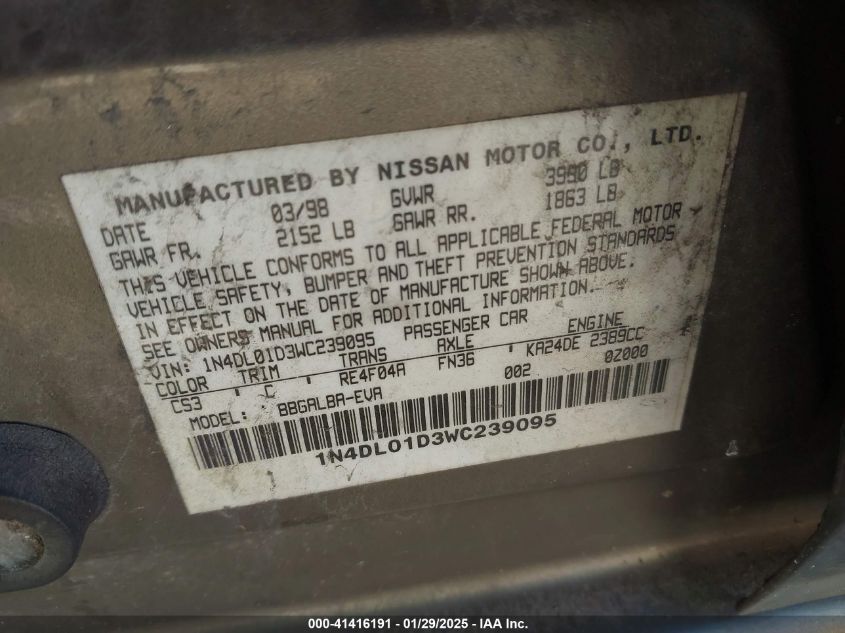 MANUFACTURED BY NISSAN MOTOR CO., LTD.
DATE 03/98 GVWR 3990 LB
GAWR FR. 2152 LB GAWR RR. 1863 LB
THIS VEHICLE CONFORMS TO ALL APPLICABLE FEDERAL MOTOR
VEHICLE SAFETY, BUMPER AND THEFT PREVENTION STANDARDS
IN EFFECT ON THE DATE OF MANUFACTURE SHOWN ABOVE.
SEE OWNERS MANUAL FOR ADDITIONAL INFORMATION.
VIN: 1N4DL01D3WC239095 PASSENGER CAR
COLOR TRIM TRANS AXLE ENGINE
CS3 C RE4F04A FN36 KA24DE 2389CC
MODEL: BBGALBA-EVA 002 0Z000
1N4DL01D3WC239095
000-41416191 | 01/29/2025 | IAA Inc.